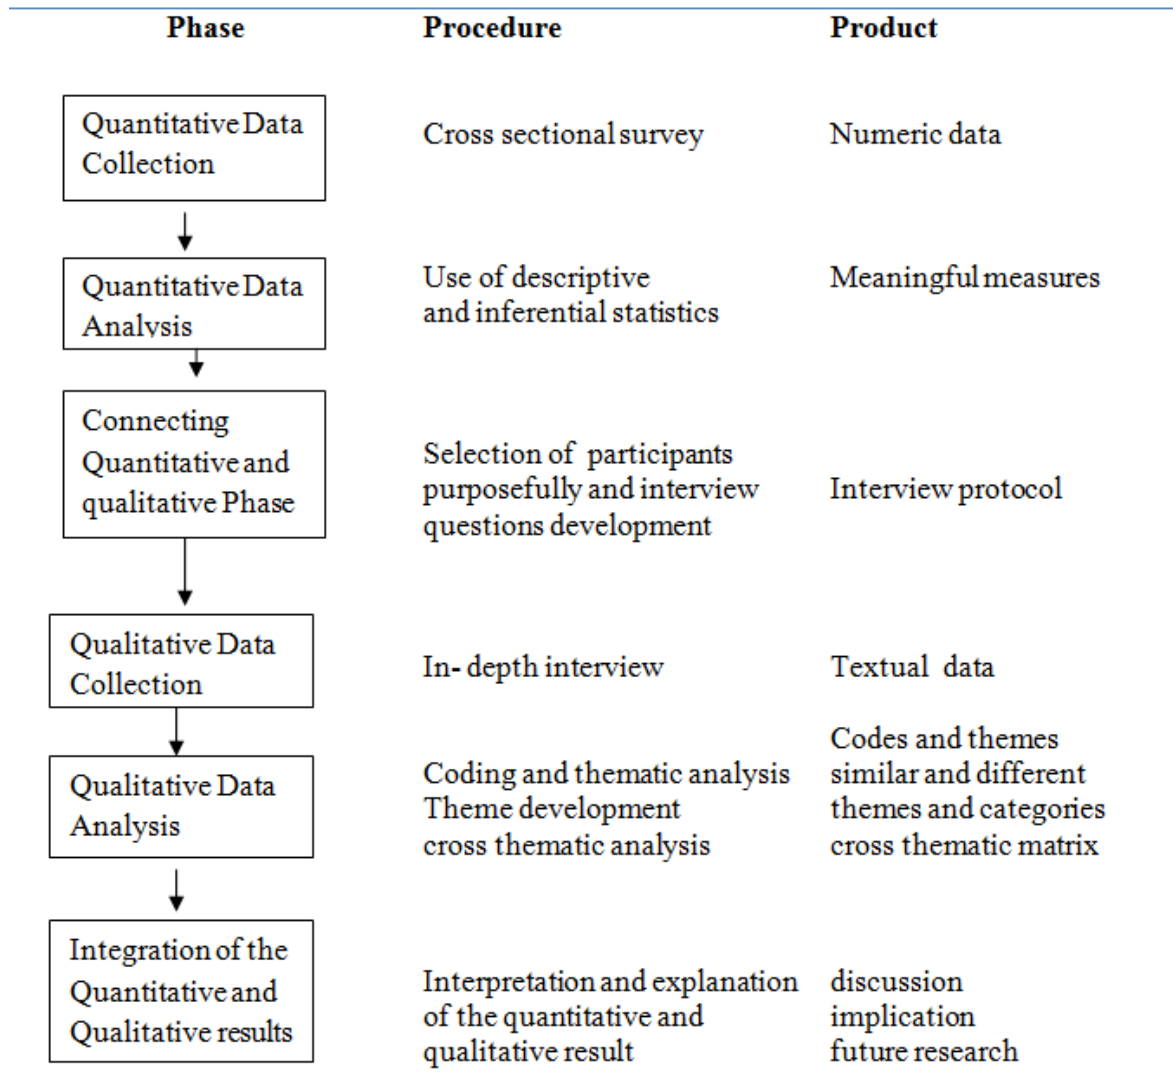 Phase Procedure Product
Quantitative Data
Collection
Cross sectional survey
Numeric data
Quantitative Data
Analysis
Use of descriptive
and inferential statistics
Meaningful measures
Connecting
Quantitative and
qualitative Phase
Selection of participants
purposefully and interview
questions development
Interview protocol
Qualitative Data
Collection
In- depth interview
Textual data
Qualitative Data
Analysis
Coding and thematic analysis
Theme development
cross thematic analysis
Codes and themes
similar and different
themes and categories
cross thematic matrix
Integration of the
Quantitative and
Qualitative results
Interpretation and explanation
of the quantitative and
qualitative result
discussion
implication
future research